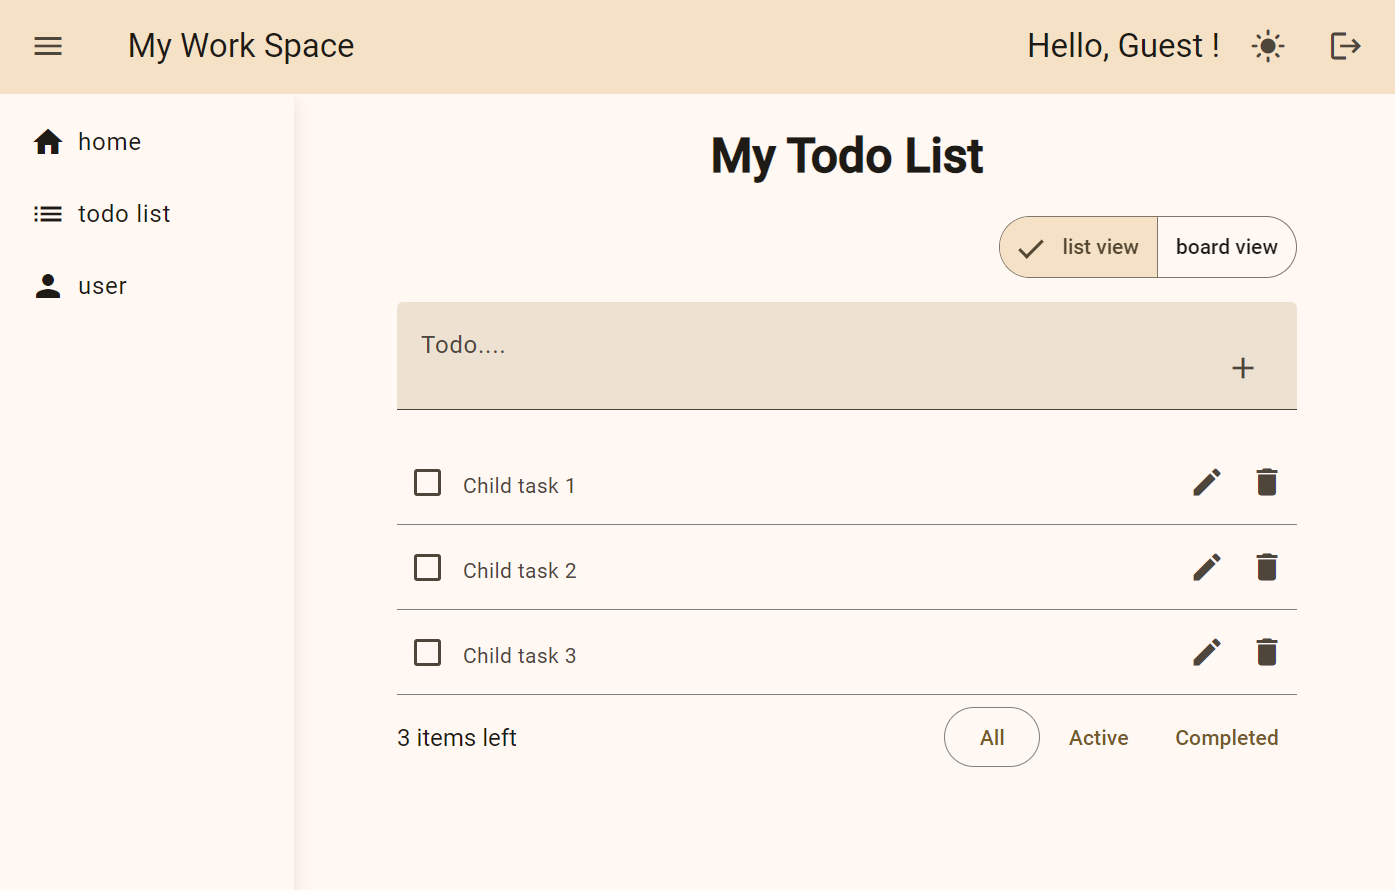 My Work Space
Hello, Guest !
home
todo list
user
My Todo List
list view
board view
Todo....
Child task 1
Child task 2
Child task 3
3 items left
All
Active
Completed